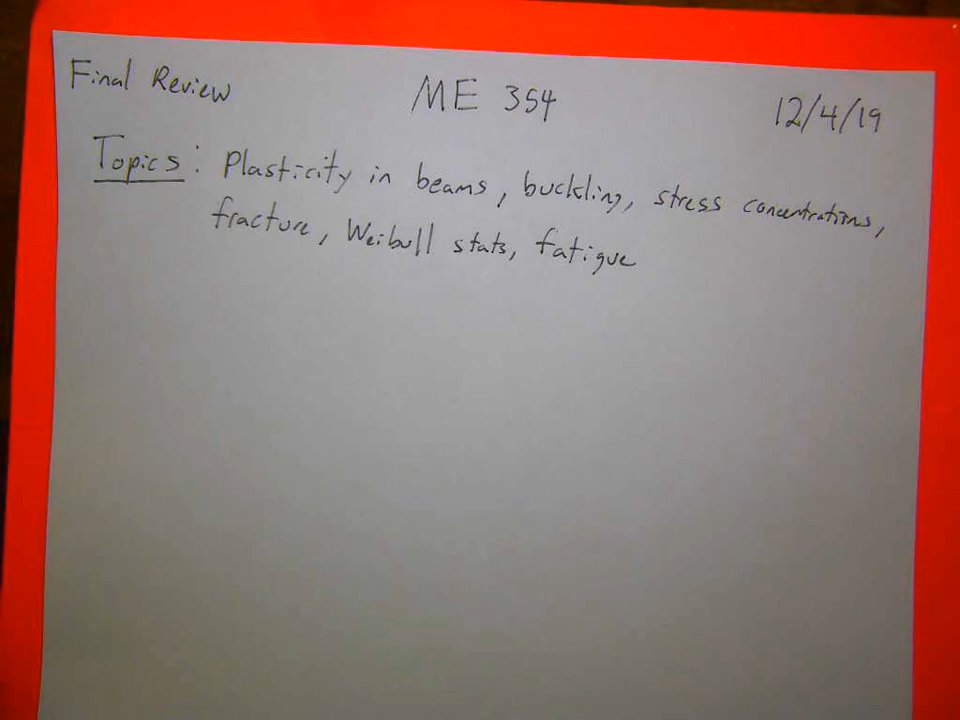 Final Review ME 354 12/4/19
Topics: Plasticity in beams, buckling, stress concentrations,
fracture, Weibull stats, fatigue